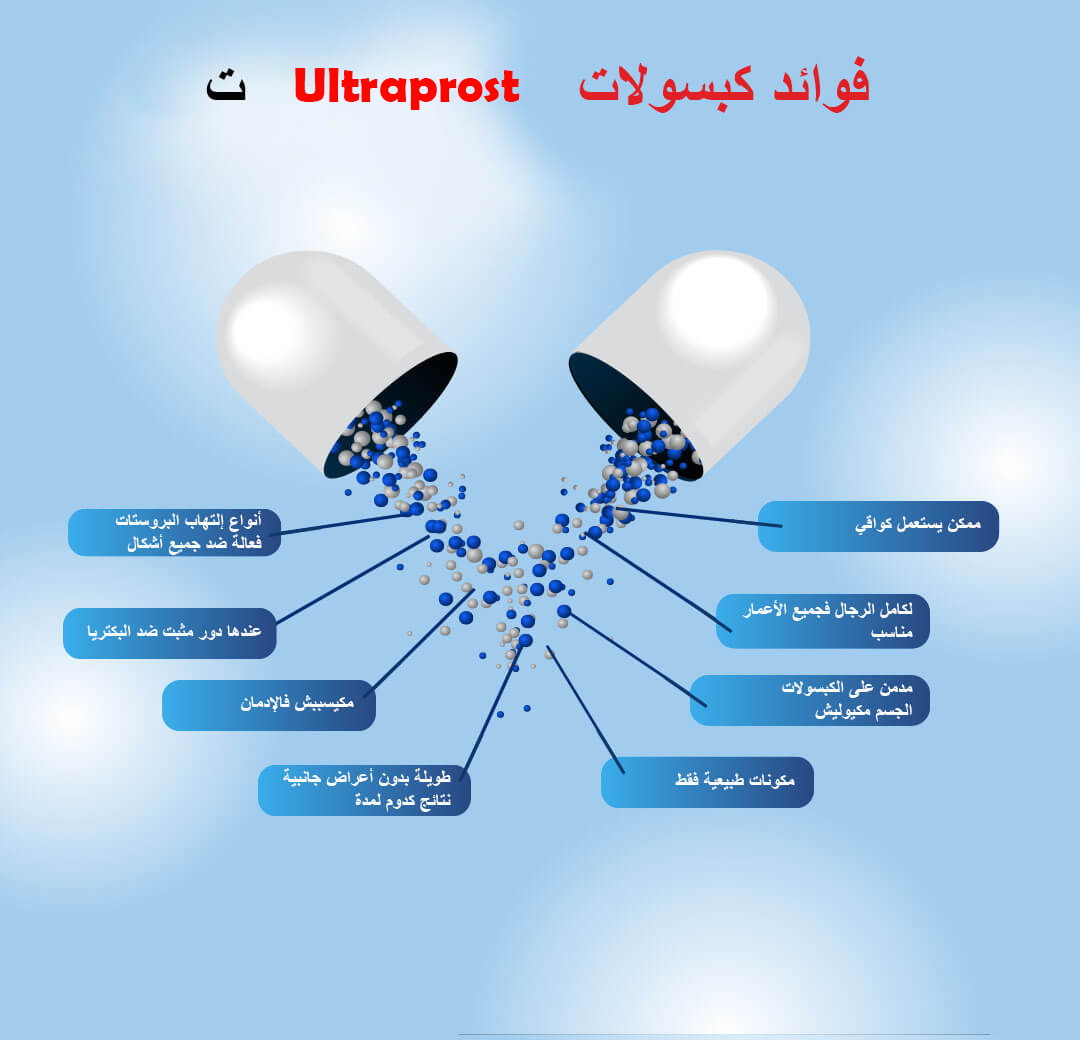 فوائد كبسولات Ultraprost ت
ممكن يستعمل كواقي
لكامل الرجال فجميع الأعمار
مناسب
مدمن على الكبسولات
الجسم مكيوليش
مكونات طبيعية فقط
أنواع إلتهاب البروستات
فعالة ضد جميع أشكال
عندها دور مثبت ضد البكتريا
مكيسببش فالإدمان
طويلة بدون أعراض جانبية
نتائج كدوم لمدة